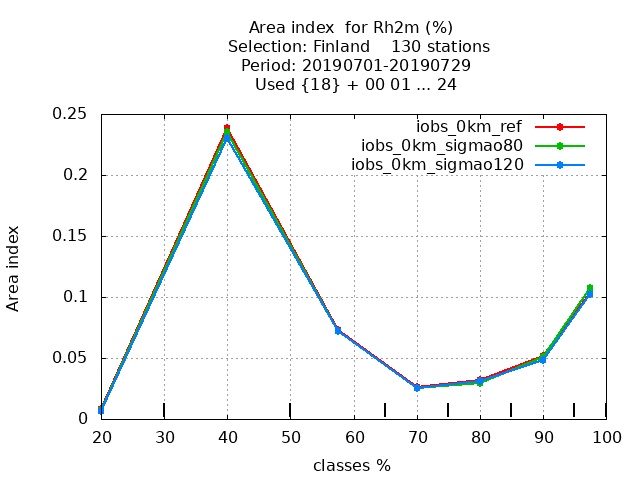 Area index  for Rh2m (%)
Selection: Finland    130 stations
Period: 20190701-20190729
Used {18} + 00 01 ... 24
0.25
0.2
0.15
0.1
0.05
0
Area index
iobs_0km_ref
iobs_0km_sigmao80
iobs_0km_sigmao120
20 30 40 50 60 70 80 90 100
classes %